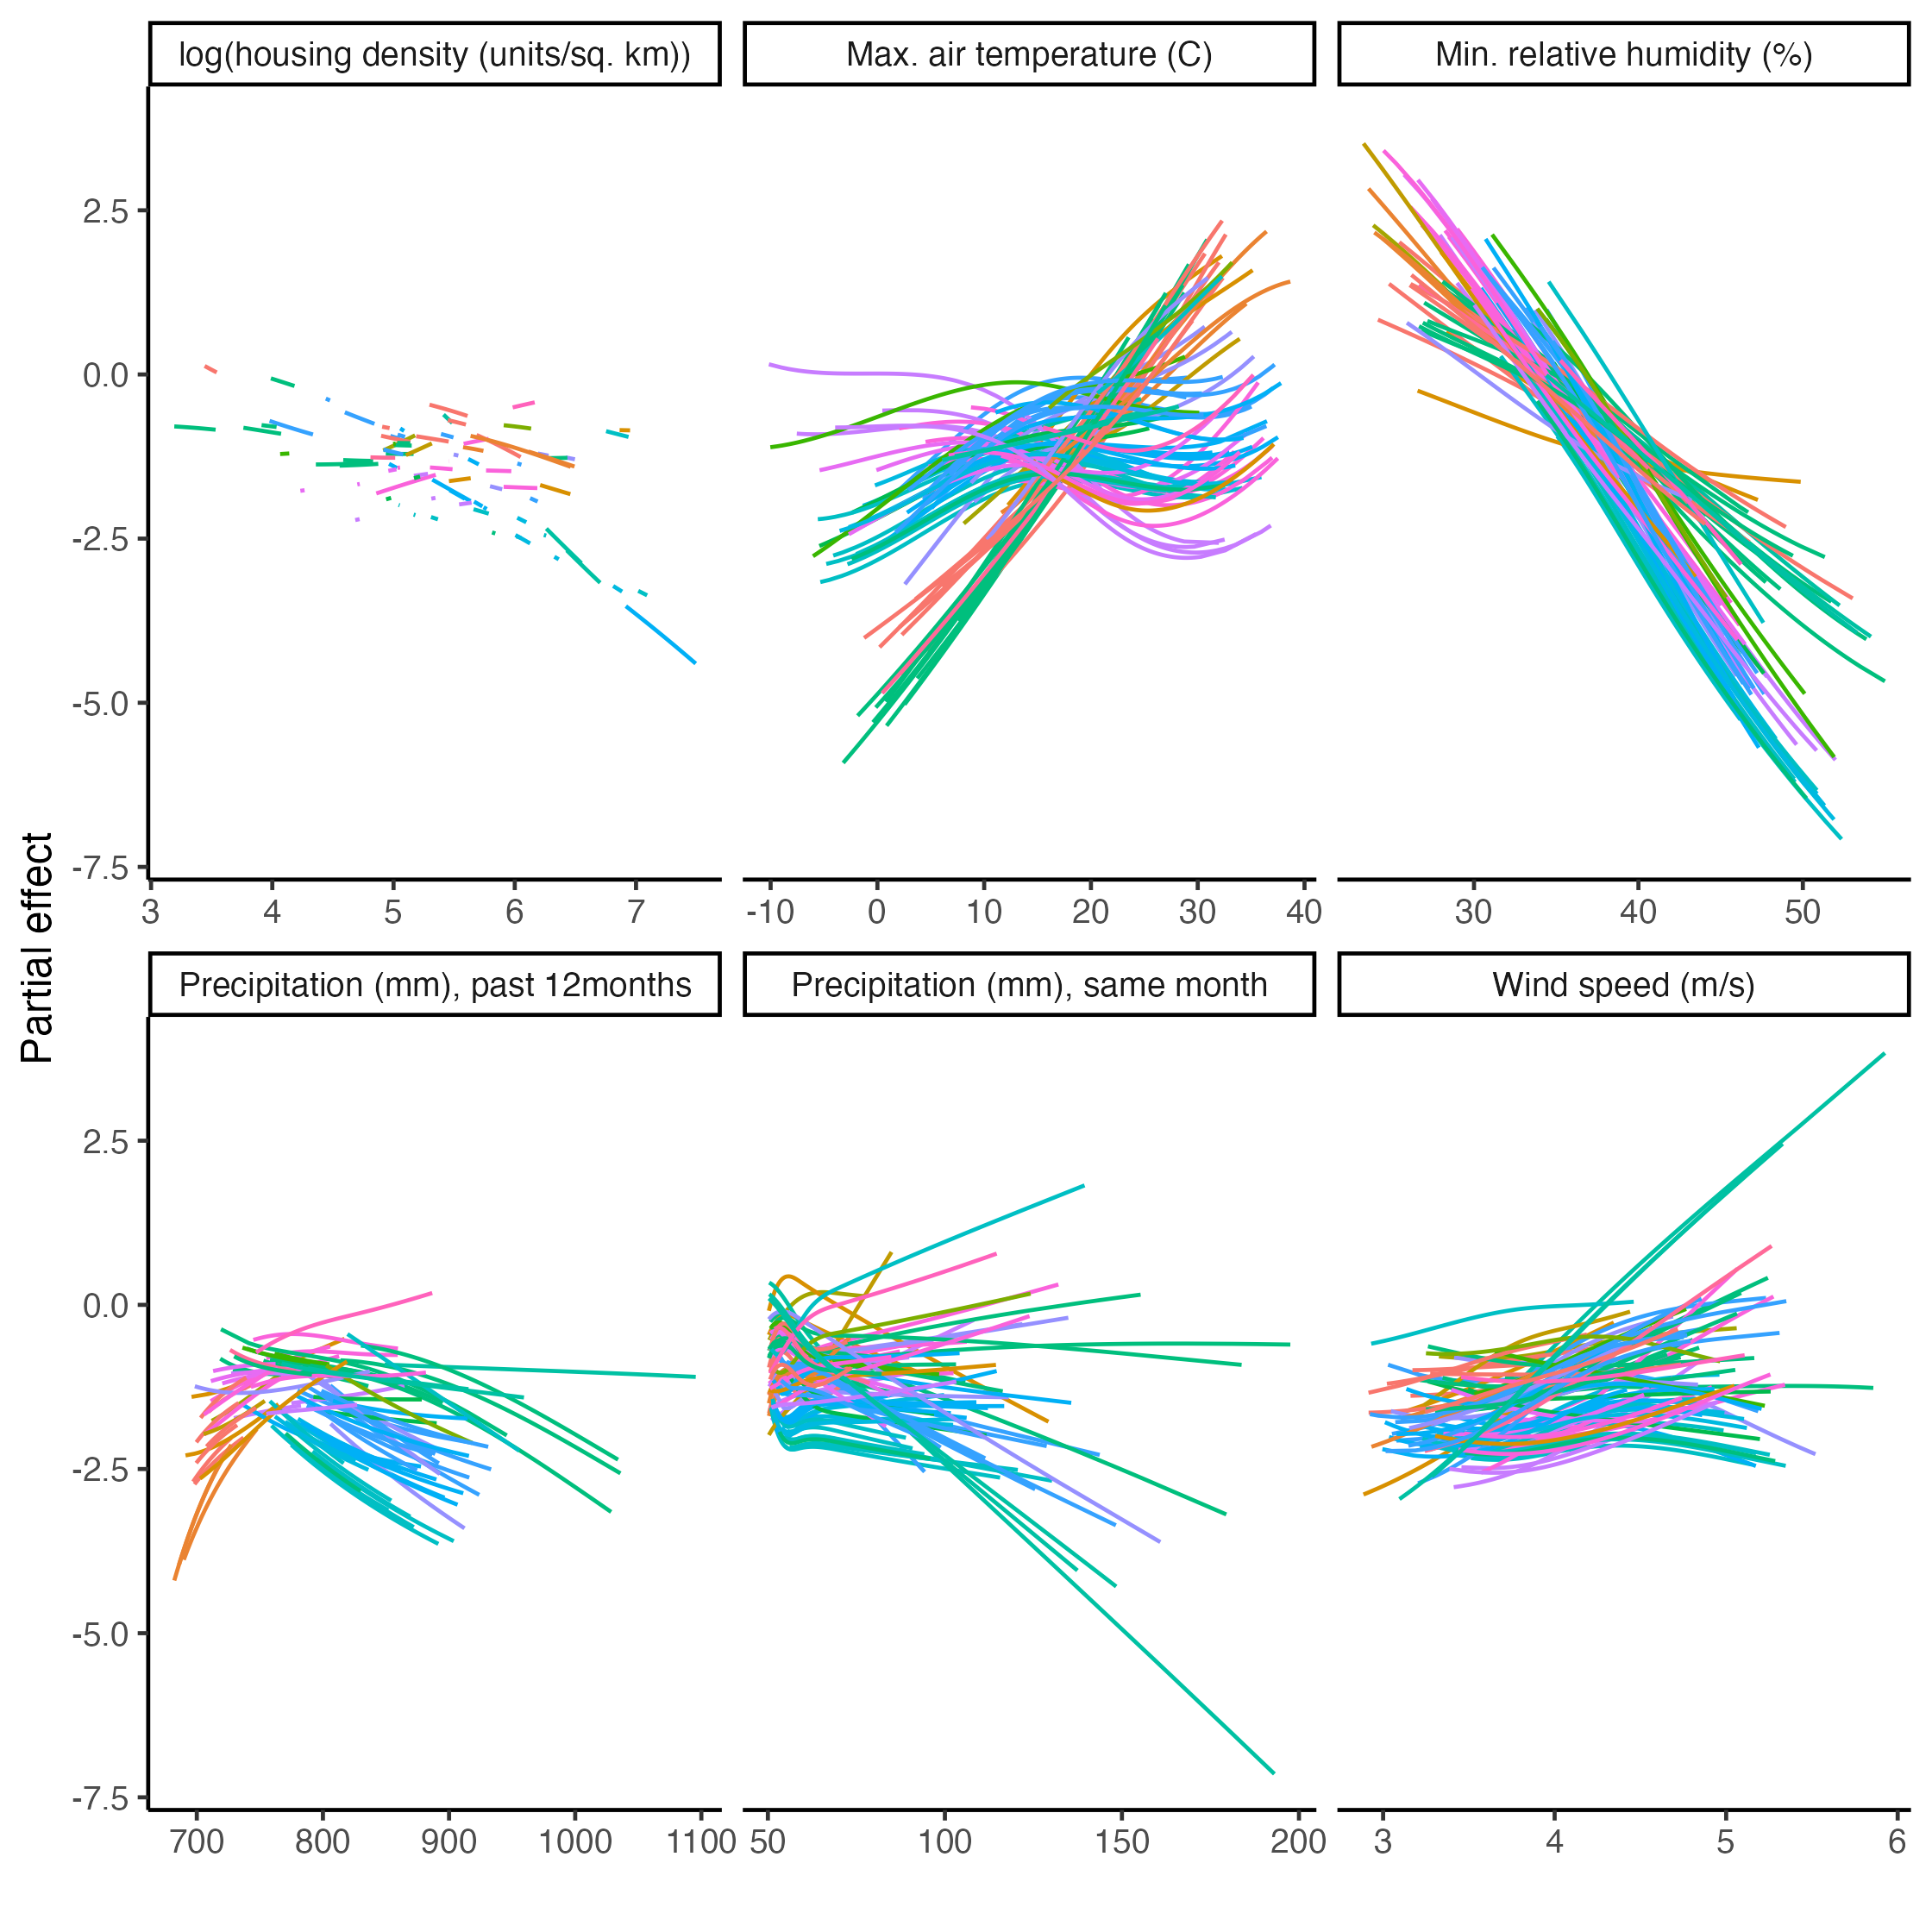 log(housing density (units/sq. km))
Max. air temperature (C)
Min. relative humidity (%)
2.5
0.0
-2.5
-5.0
-7.5
3 4 5 6 7
-10 0 10 20 30 40
30 40 50
Partial effect
Precipitation (mm), past 12months
Precipitation (mm), same month
Wind speed (m/s)
2.5
0.0
-2.5
-5.0
-7.5
700 800 900 1000 1100
50 100 150 200
3 4 5 6